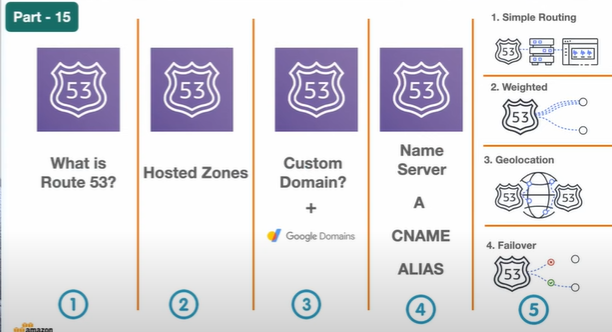 Part - 15
53
What is
Route 53?
1
53
Hosted Zones
2
53
Custom
Domain?
+
Google Domains
3
53
Name
Server
A
CNAME
ALIAS
4
1. Simple Routing
53
2. Weighted
53
3. Geolocation
53
53
4. Failover
53
5
amazon